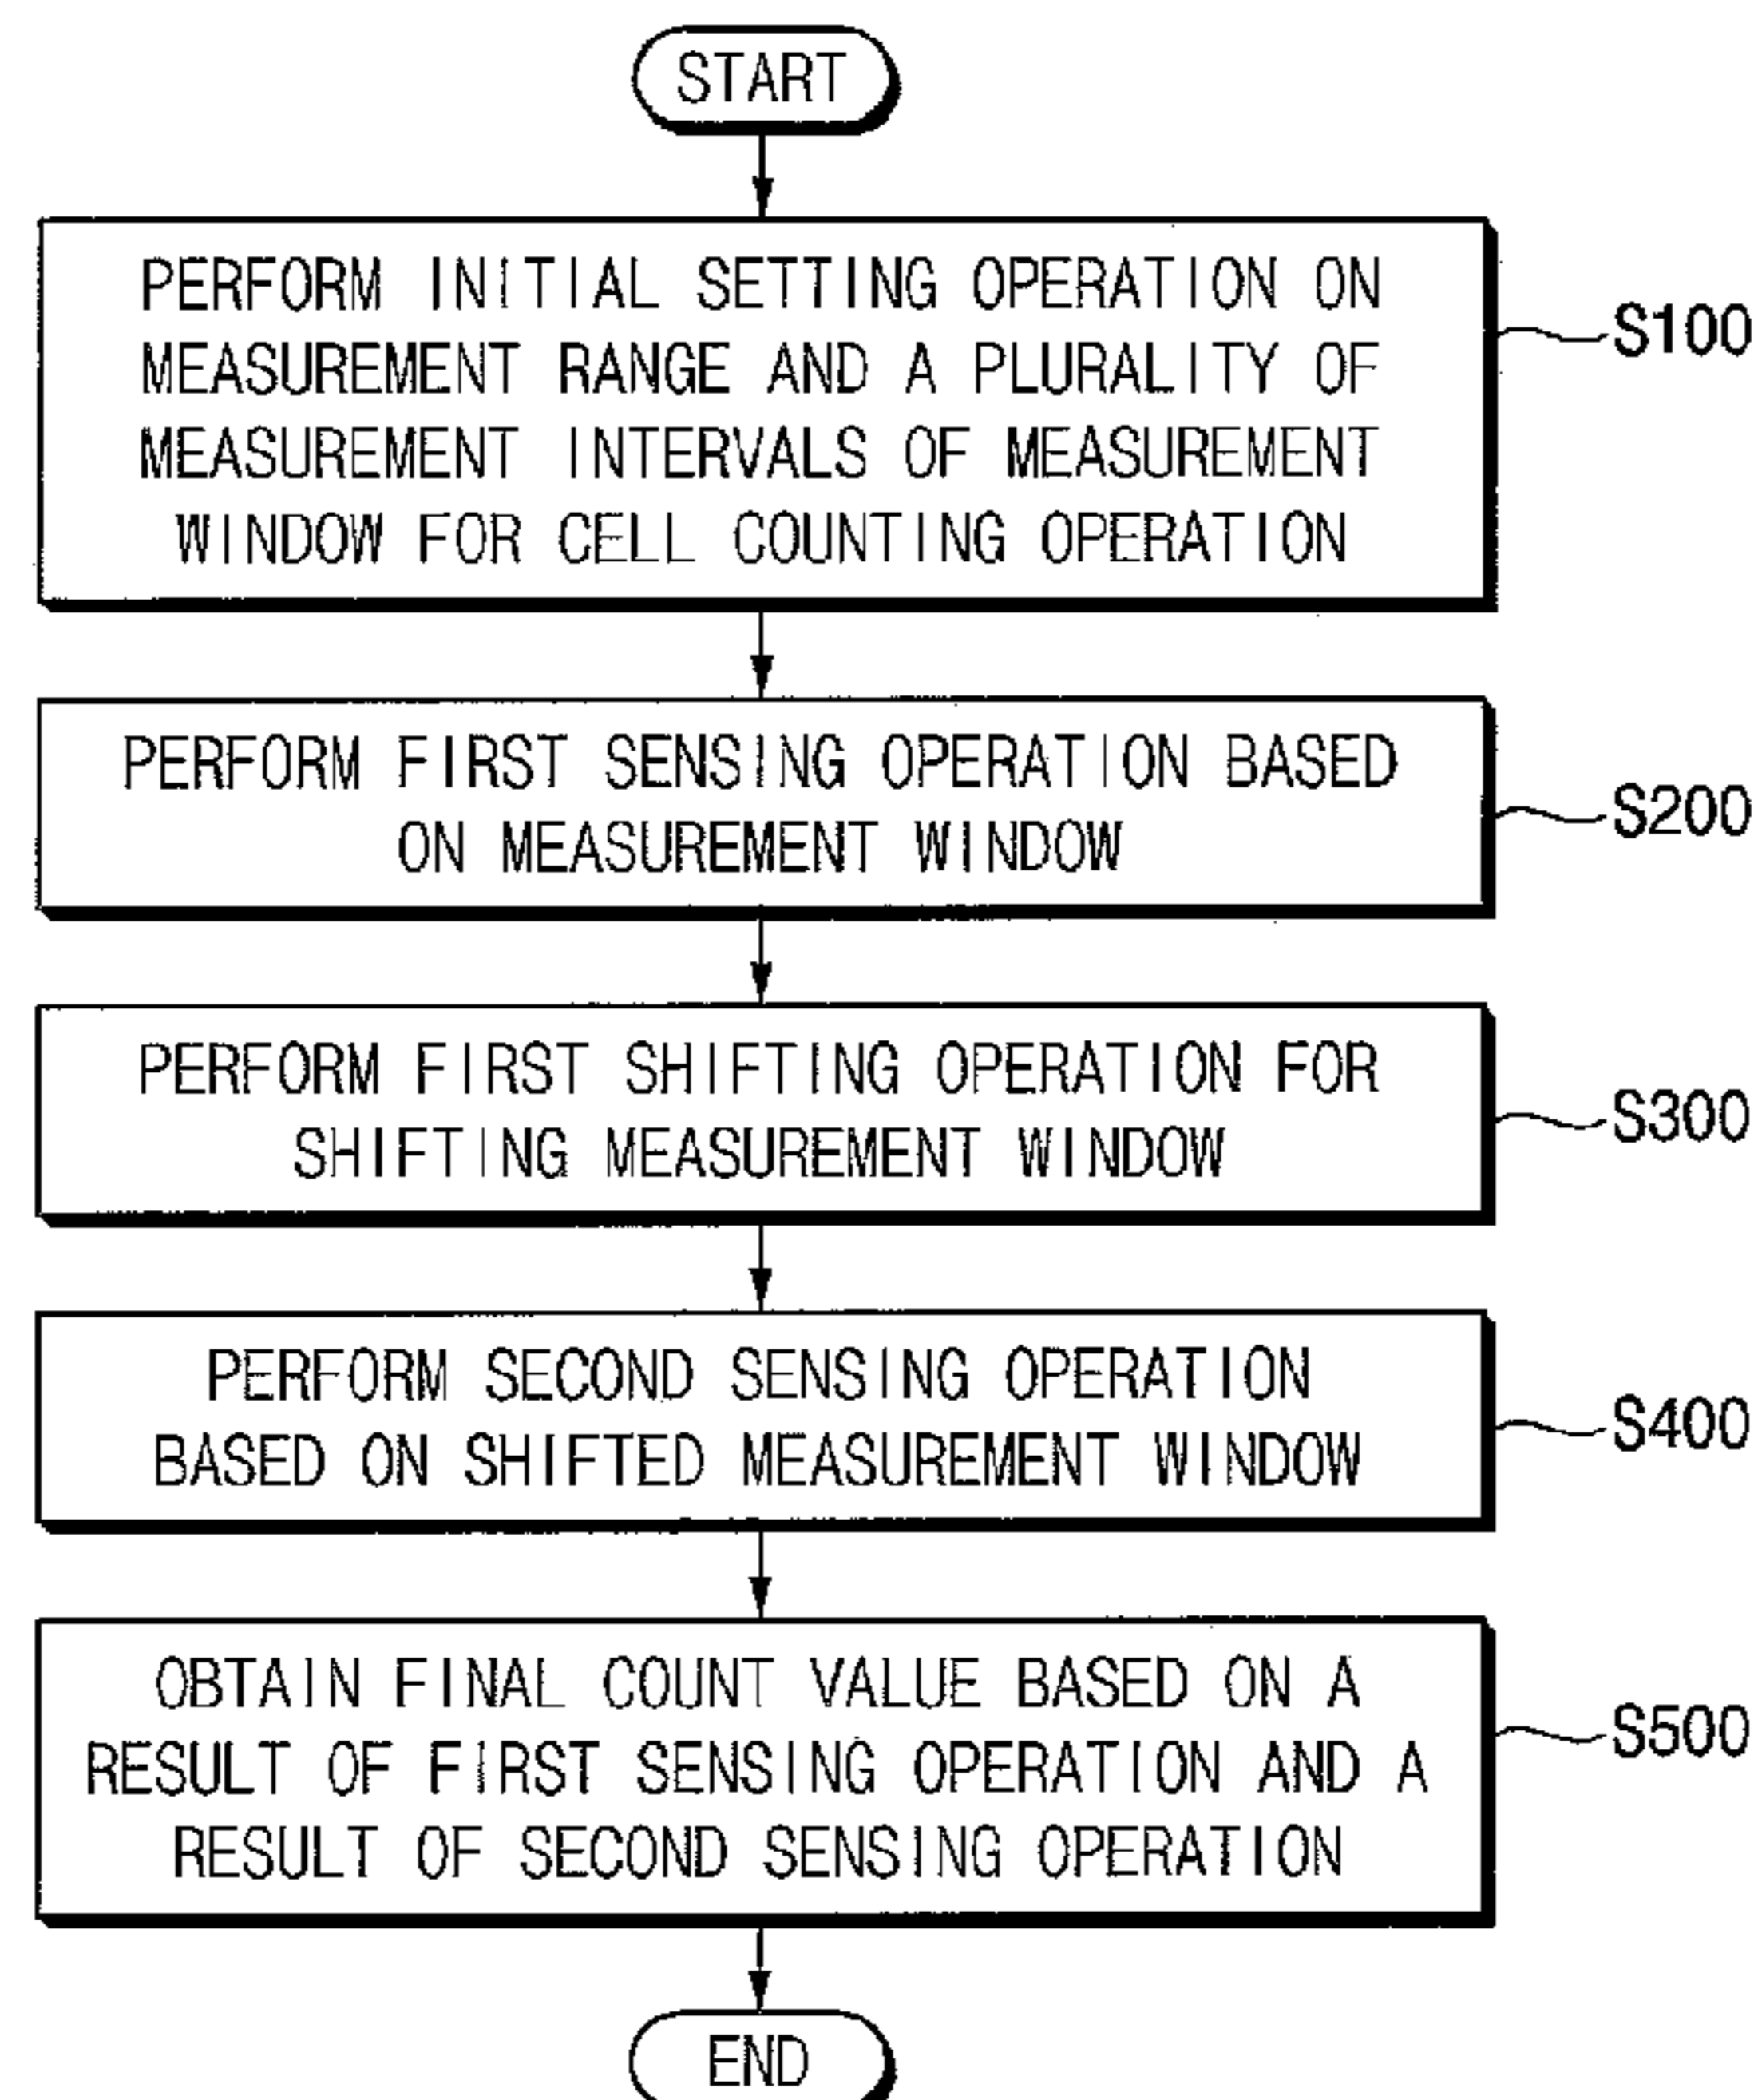 START
PERFORM INITIAL SETTING OPERATION ON
MEASUREMENT RANGE AND A PLURALITY OF
MEASUREMENT INTERVALS OF MEASUREMENT
WINDOW FOR CELL COUNTING OPERATION
S100
PERFORM FIRST SENSING OPERATION BASED
ON MEASUREMENT WINDOW
S200
PERFORM FIRST SHIFTING OPERATION FOR
SHIFTING MEASUREMENT WINDOW
S300
PERFORM SECOND SENSING OPERATION
BASED ON SHIFTED MEASUREMENT WINDOW
S400
OBTAIN FINAL COUNT VALUE BASED ON A
RESULT OF FIRST SENSING OPERATION AND A
RESULT OF SECOND SENSING OPERATION
S500
END